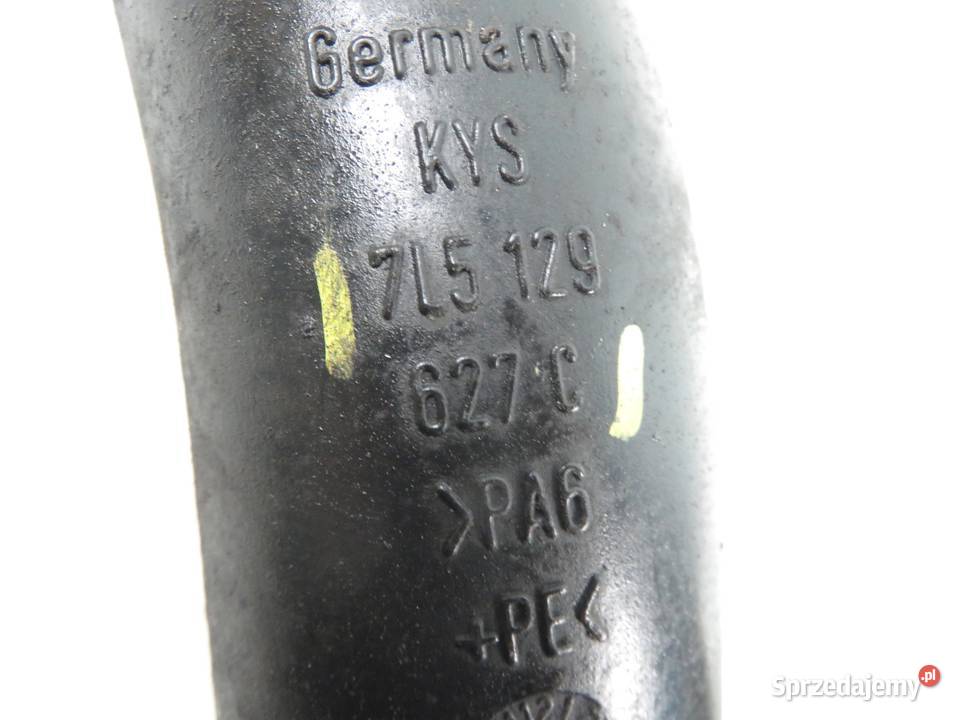 Germany
KYS
7L5 129
627 C
>PA6
+PE<
Sprzedajemy.pl